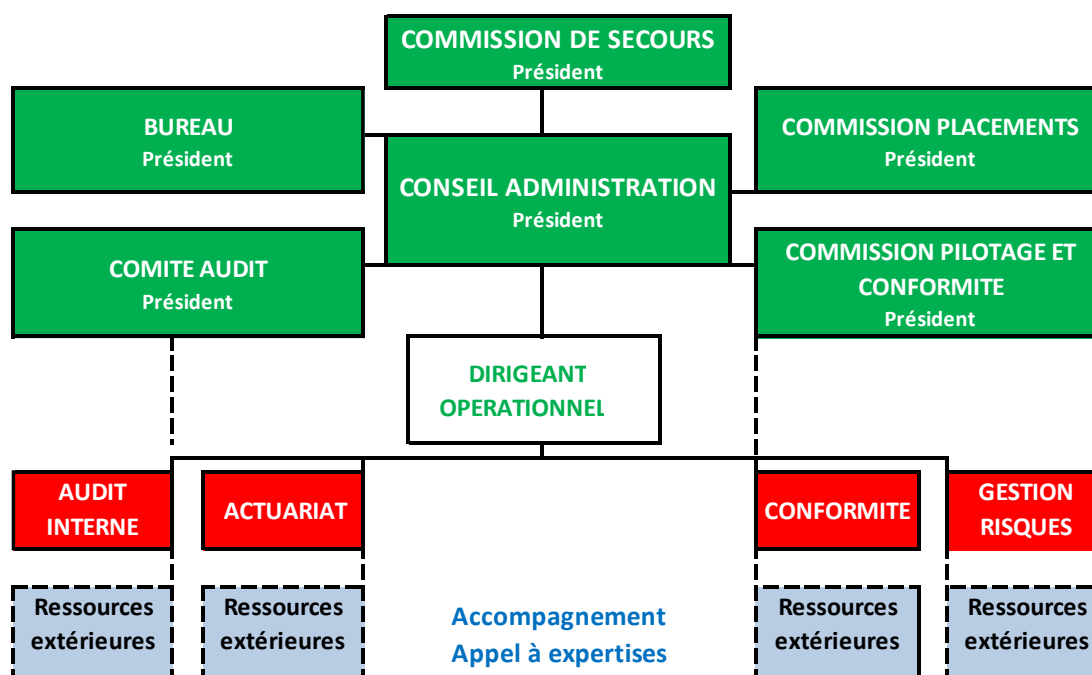 COMMISSION DE SECOURS
Président
BUREAU
Président
COMMISSION PLACEMENTS
Président
CONSEIL ADMINISTRATION
Président
COMITE AUDIT
Président
COMMISSION PILOTAGE ET
CONFORMITE
Président
DIRIGEANT
OPERATIONNEL
AUDIT
INTERNE
ACTUARIAT
CONFORMITE
GESTION
RISQUES
Ressources
extérieures
Ressources
extérieures
Accompagnement
Appel à expertises
Ressources
extérieures
Ressources
extérieures